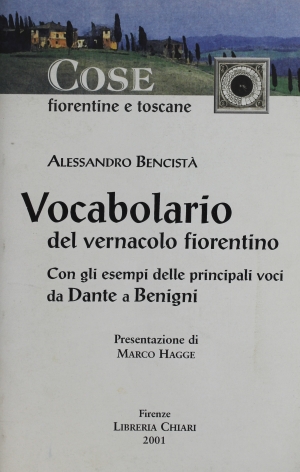 COSE
fiorentine e toscane
ALESSANDRO BENCISTÀ
Vocabolario
del vernacolo fiorentino
Con gli esempi delle principali voci
da Dante a Benigni
Presentazione di
MARCO HAGGE
Firenze
LIBRERIA CHIARI
2001